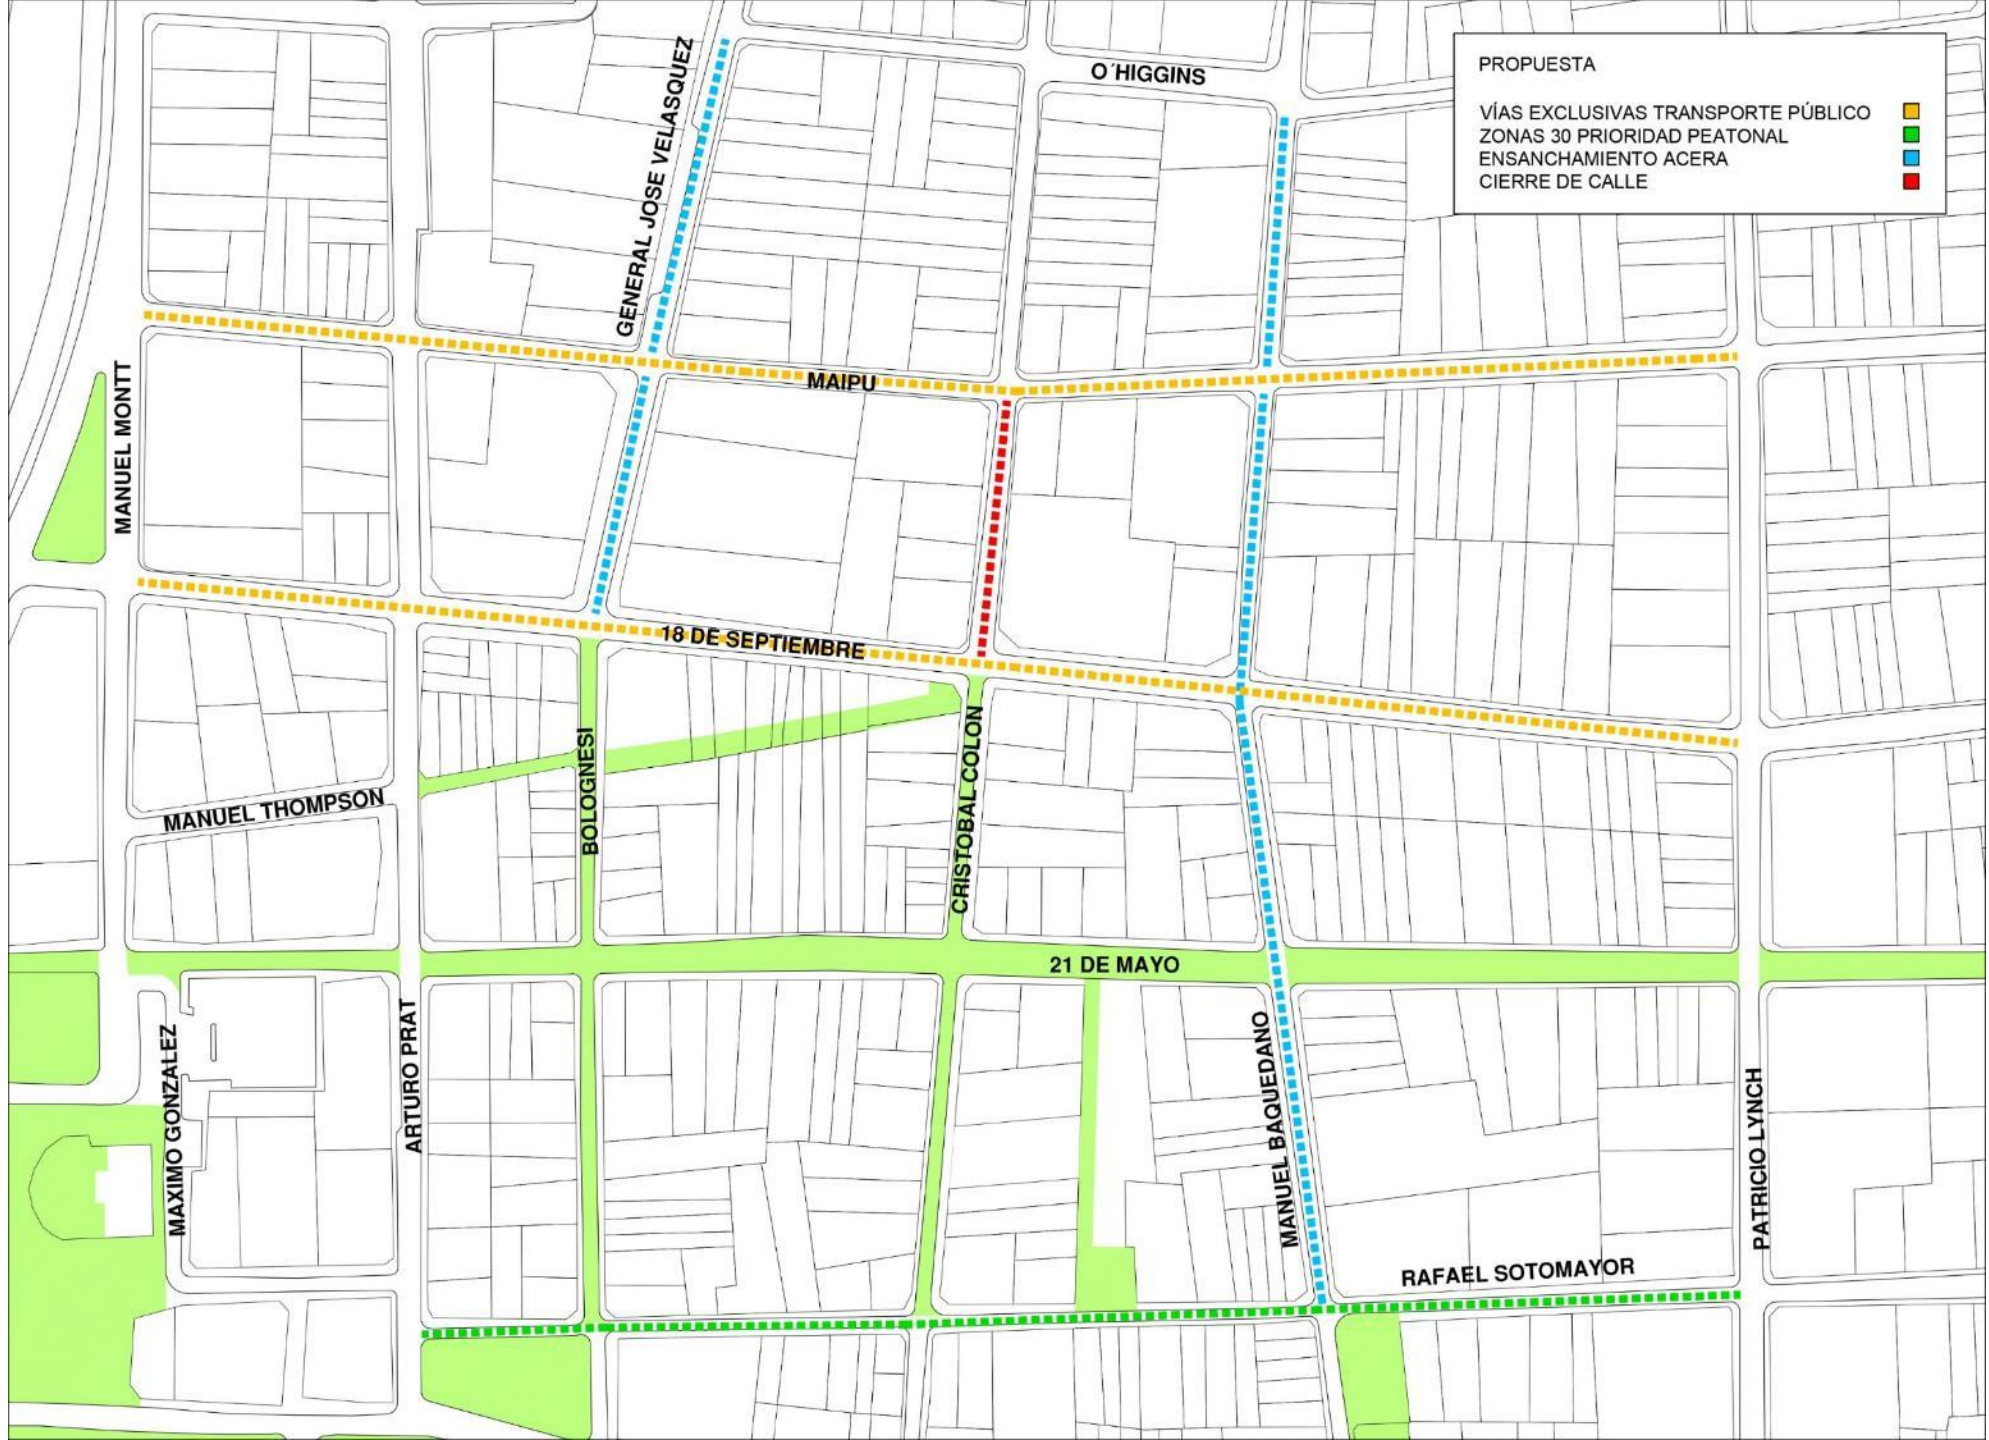 O´HIGGINS
PROPUESTA
VÍAS EXCLUSIVAS TRANSPORTE PÚBLICO
ZONAS 30 PRIORIDAD PEATONAL
ENSANCHAMIENTO ACERA
CIERRE DE CALLE
GENERAL JOSE VELASQUEZ
MAIPU
MANUEL MONTT
18 DE SEPTIEMBRE
BOLOGNESI
CRISTOBAL COLON
MANUEL THOMPSON
21 DE MAYO
MAXIMO GONZALEZ
ARTURO PRAT
MANUEL BAQUEDANO
PATRICIO LYNCH
RAFAEL SOTOMAYOR